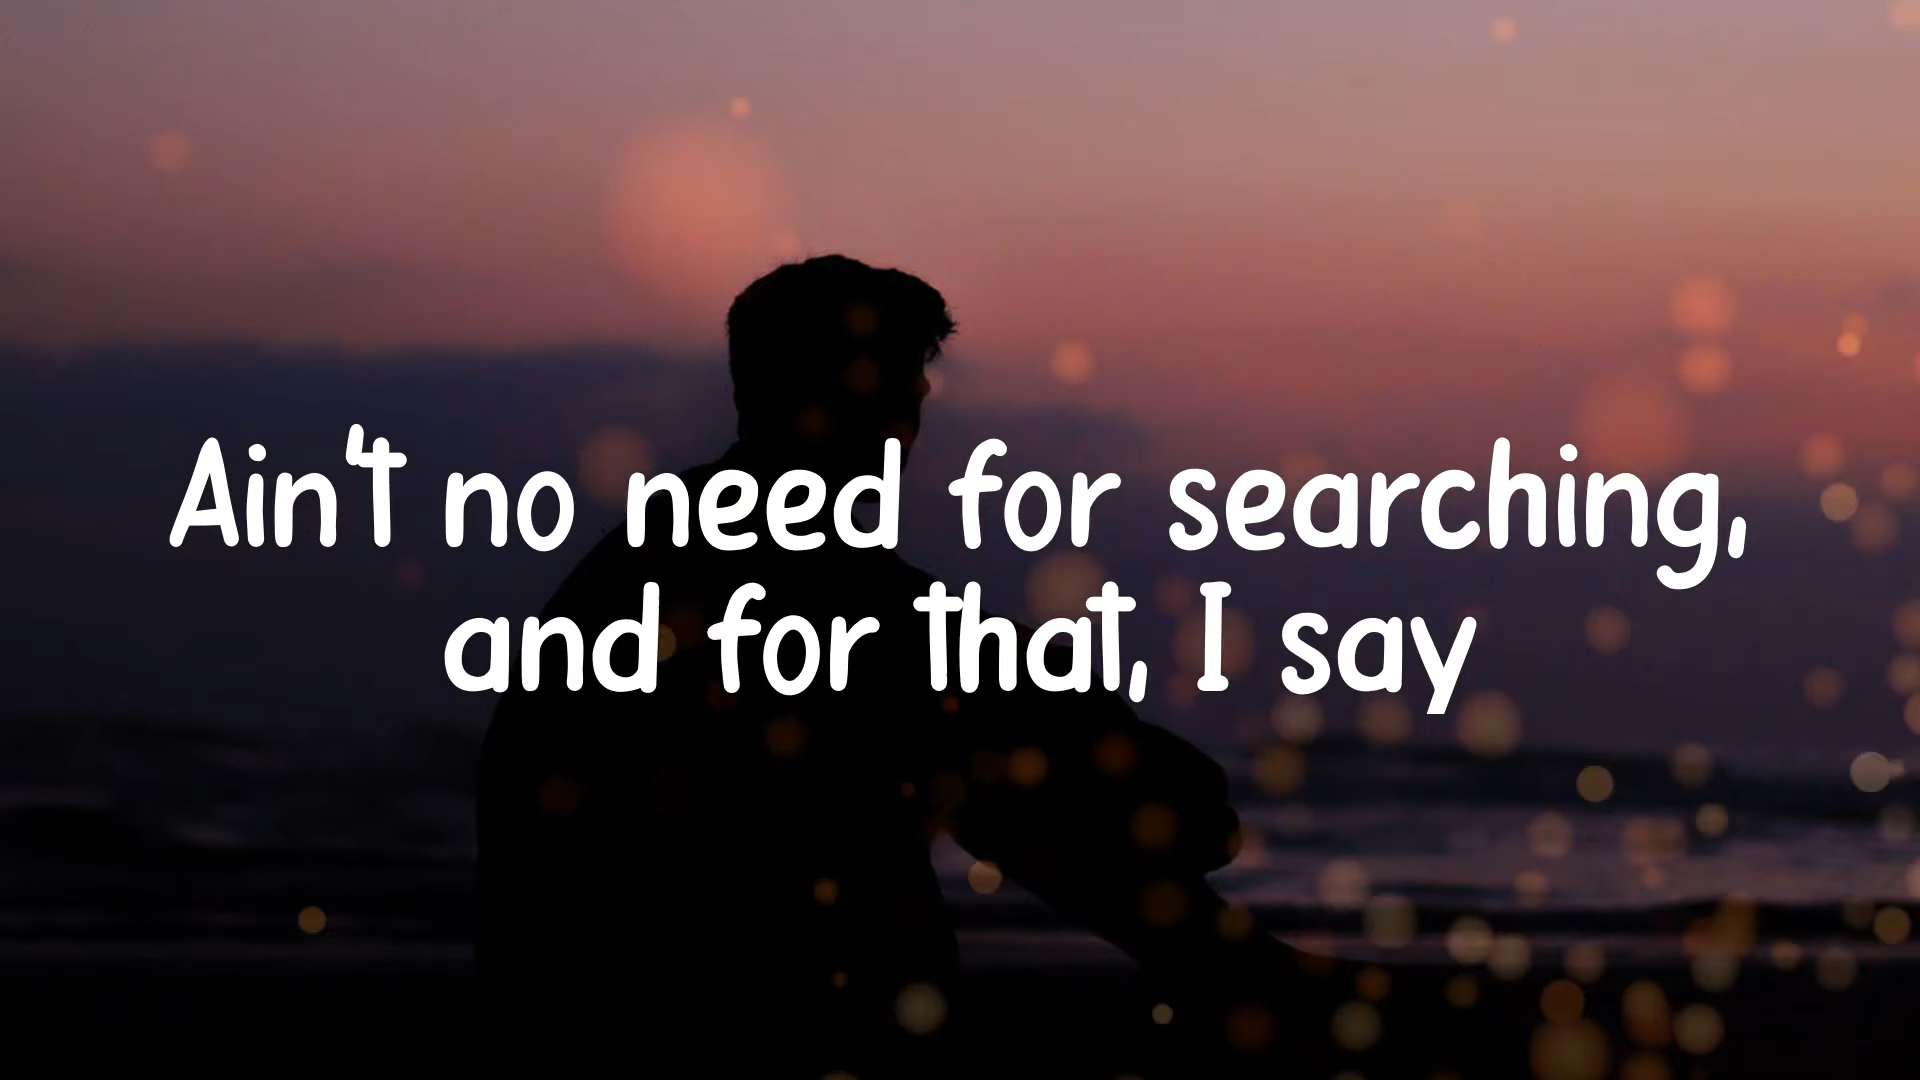 Ain't no need for searching,
and for that, I say